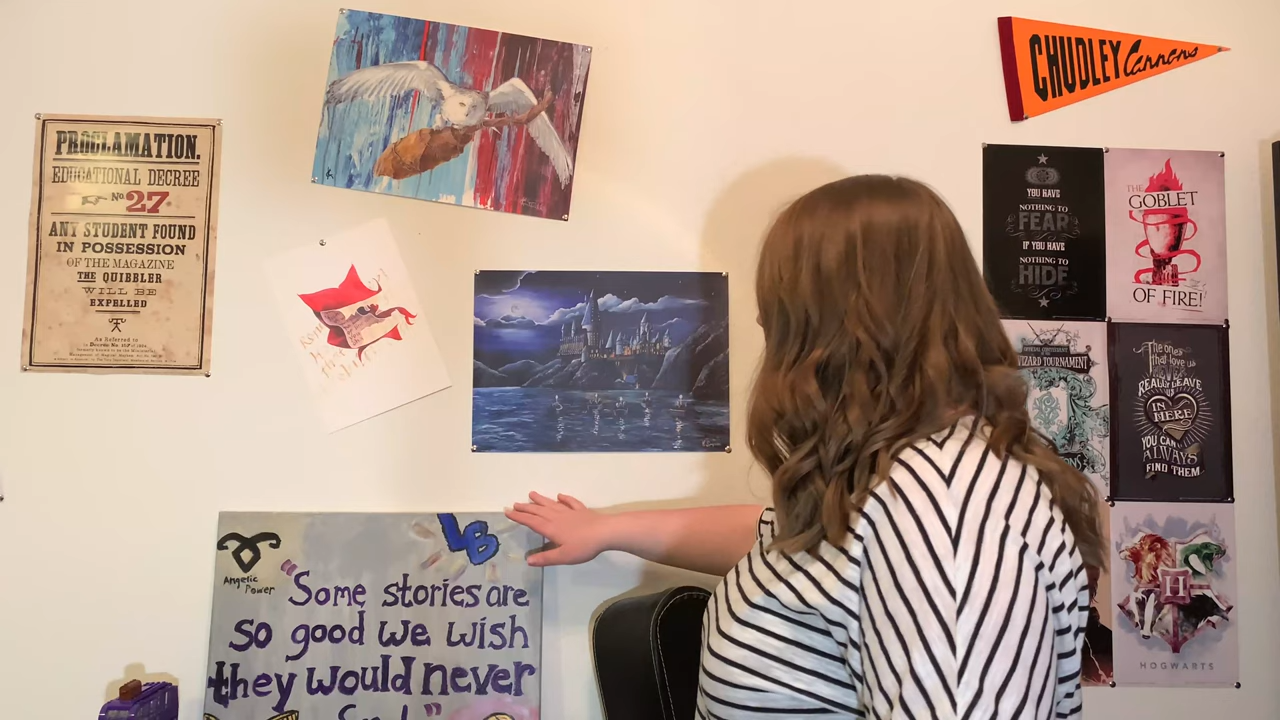 PROCLAMATION.
EDUCATIONAL DECREE
No. 27
ANY STUDENT FOUND
IN POSSESSION
OF THE MAGAZINE
THE QUIBBLER
WILL BE
EXPELLED
CHUDLEY Cannons
YOU HAVE
NOTHING TO
FEAR
IF YOU HAVE
NOTHING TO
HIDE
THE
GOBLET
OF FIRE!
WIZARD TOURNAMENT
The ones
that love us
REALLY LEAVE
IN HERE
YOU CAN
ALWAYS
FIND THEM
H
HOGWARTS
LB
Angelic
Power
"Some stories are
so good we wish
they would never